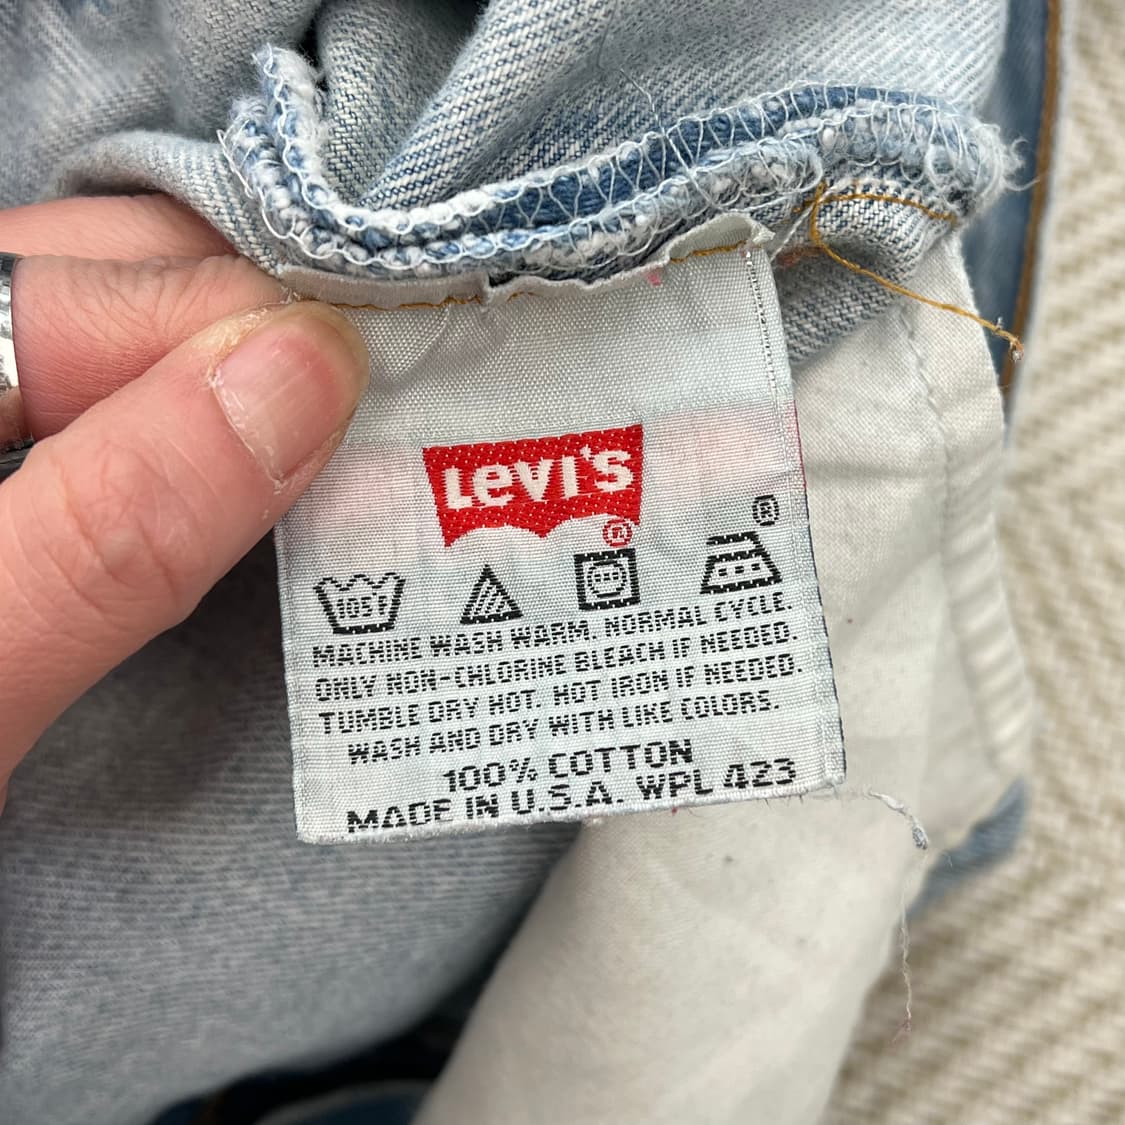 LEVI'S
®
®
105F
MACHINE WASH WARM. NORMAL CYCLE.
ONLY NON-CHLORINE BLEACH IF NEEDED.
TUMBLE DRY HOT. HOT IRON IF NEEDED.
WASH AND DRY WITH LIKE COLORS.
100% COTTON
MADE IN U.S.A. WPL 423